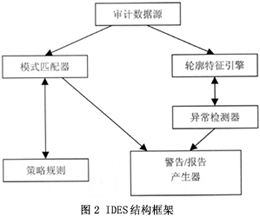 审计数据源
模式匹配器
轮廓特征引擎
异常检测器
策略规则
警告/报告
产生器
图 2 IDES结构框架